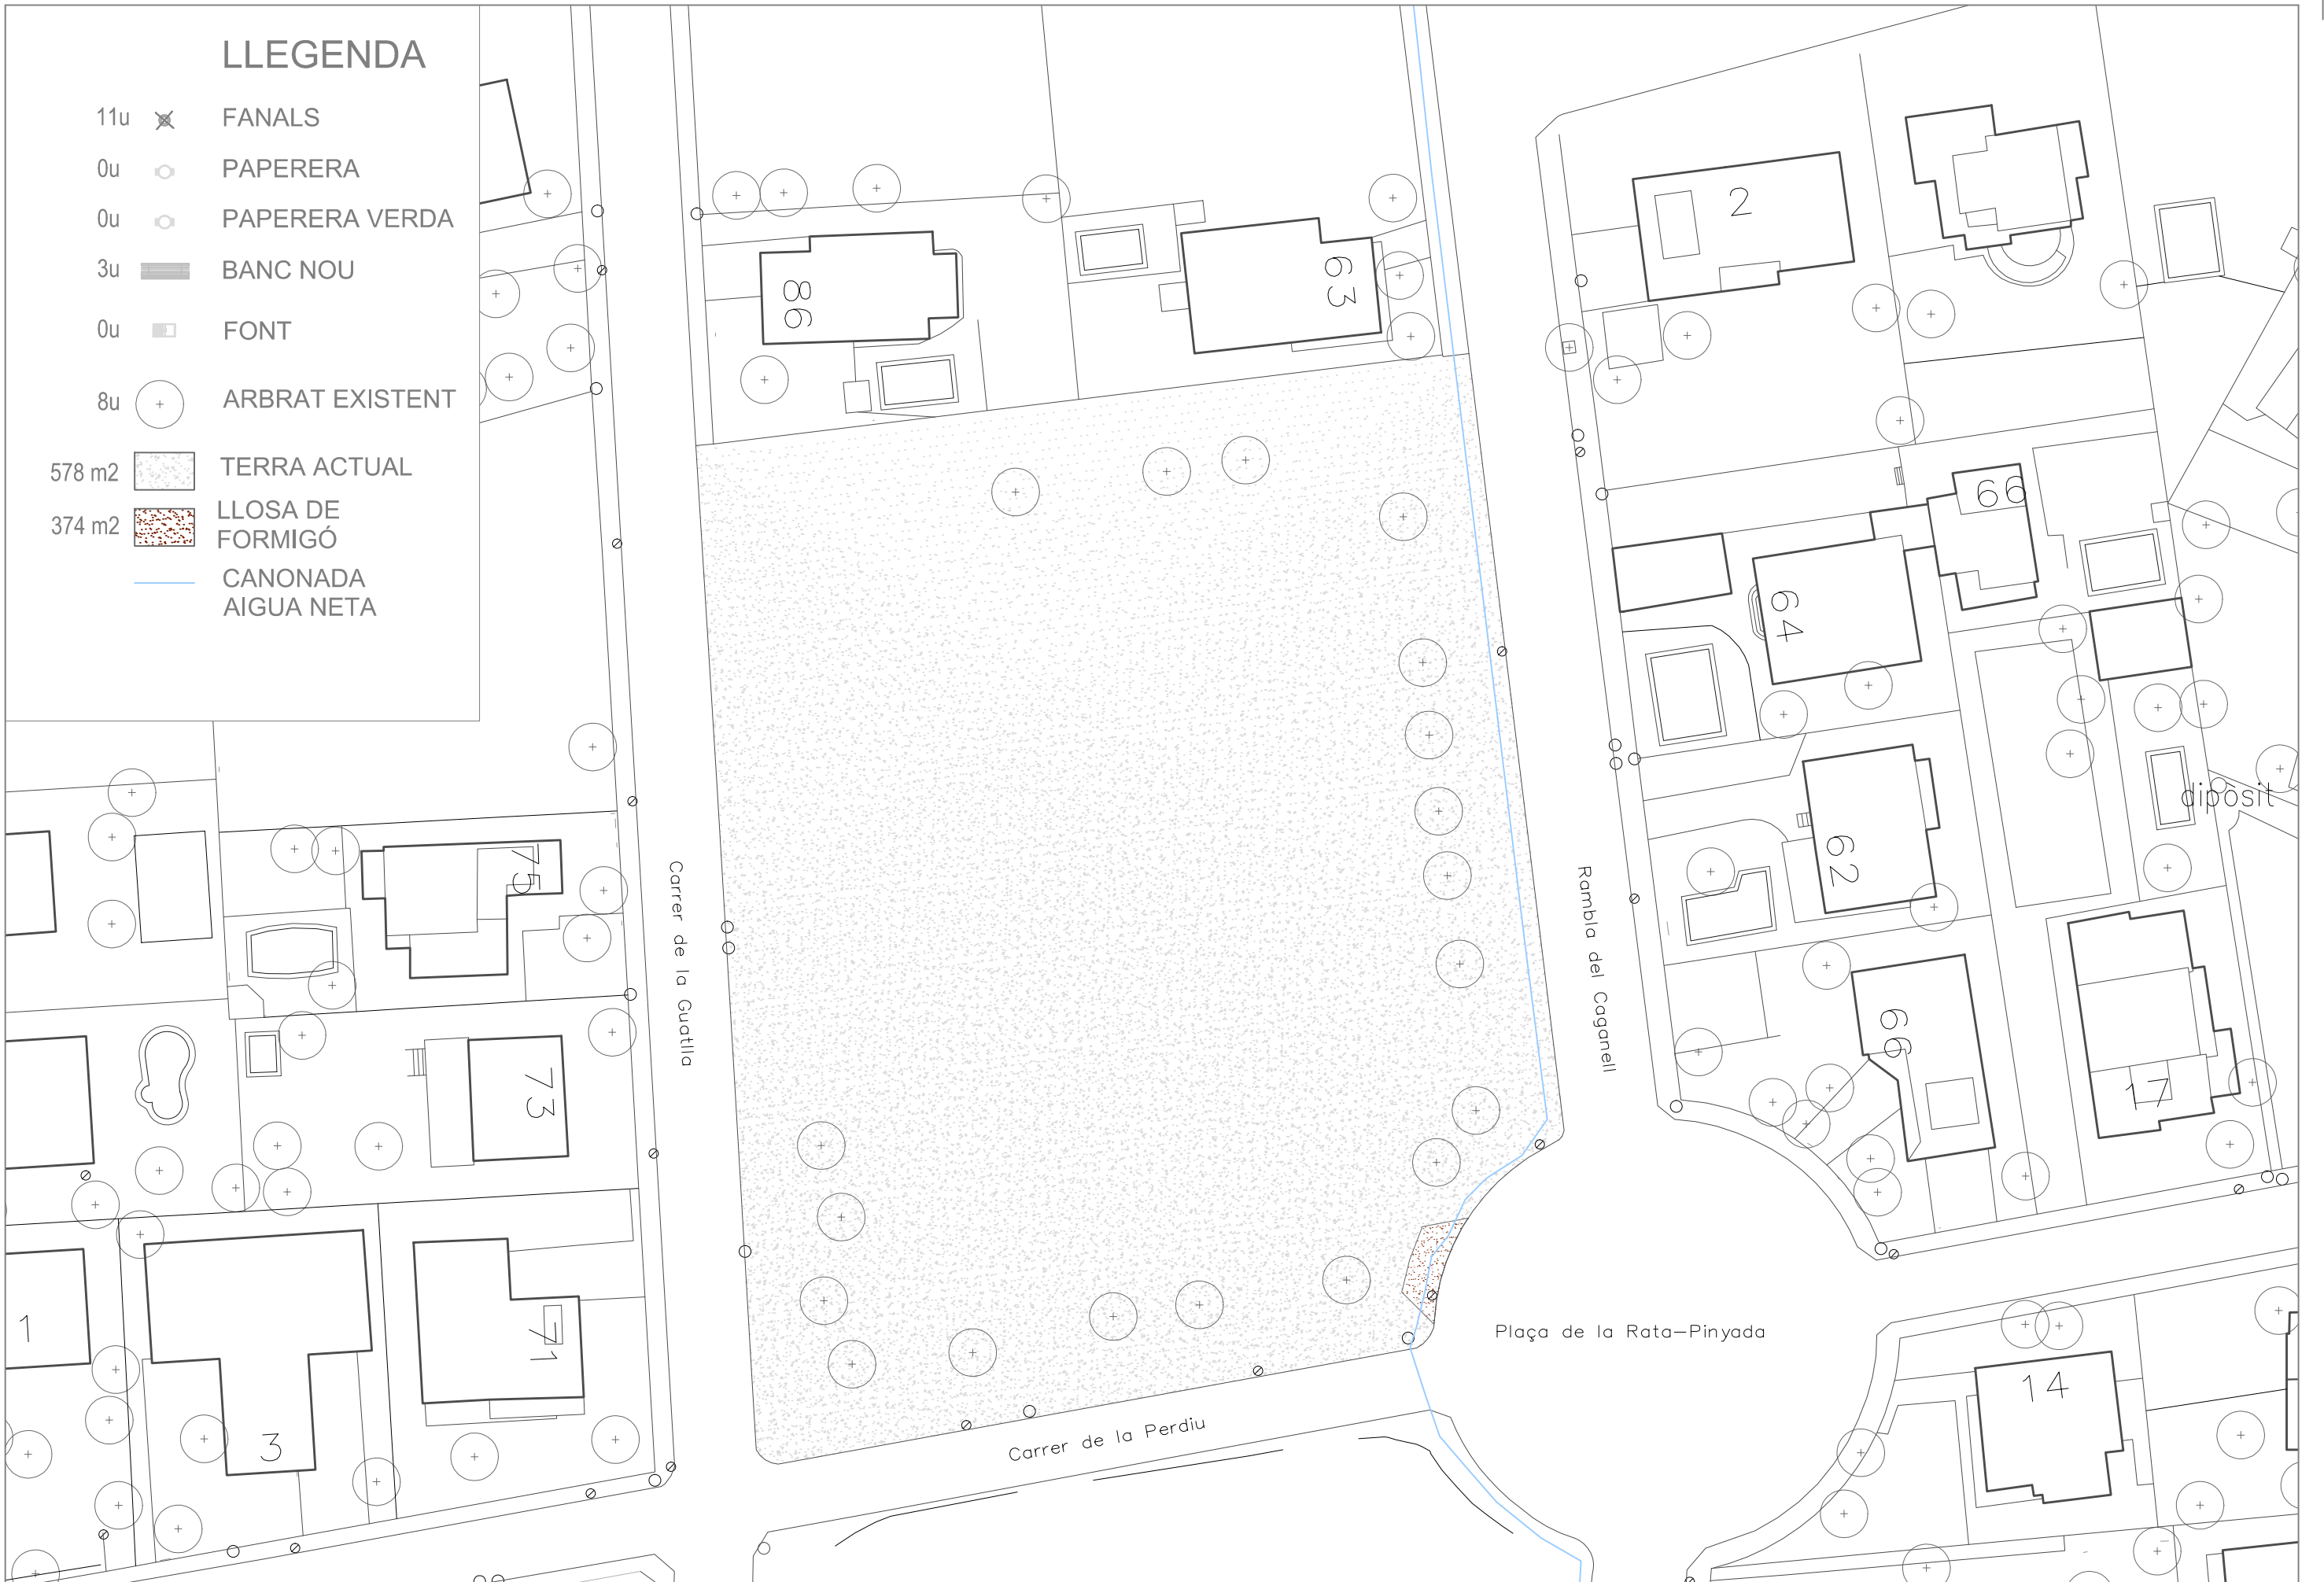 LLEGENDA
11u FANALS
0u PAPERERA
0u PAPERERA VERDA
3u BANC NOU
0u FONT
8u ARBRAT EXISTENT
578 m2 TERRA ACTUAL
374 m2 LLOSA DE
FORMIGÓ
CANONADA
AIGUA NETA
86
63
2
66
64
62
diposit
75
Carrer de la Guatlla
Rambla del Caganell
66
17
73
1
3
71
Plaça de la Rata-Pinyada
14
Carrer de la Perdiu